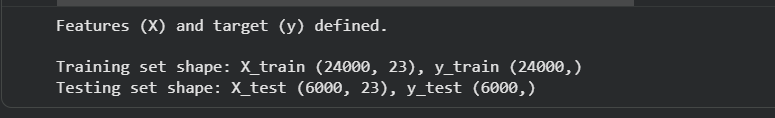 Features (X) and target (y) defined.
Training set shape: X_train (24000, 23), y_train (24000,)
Testing set shape: X_test (6000, 23), y_test (6000,)